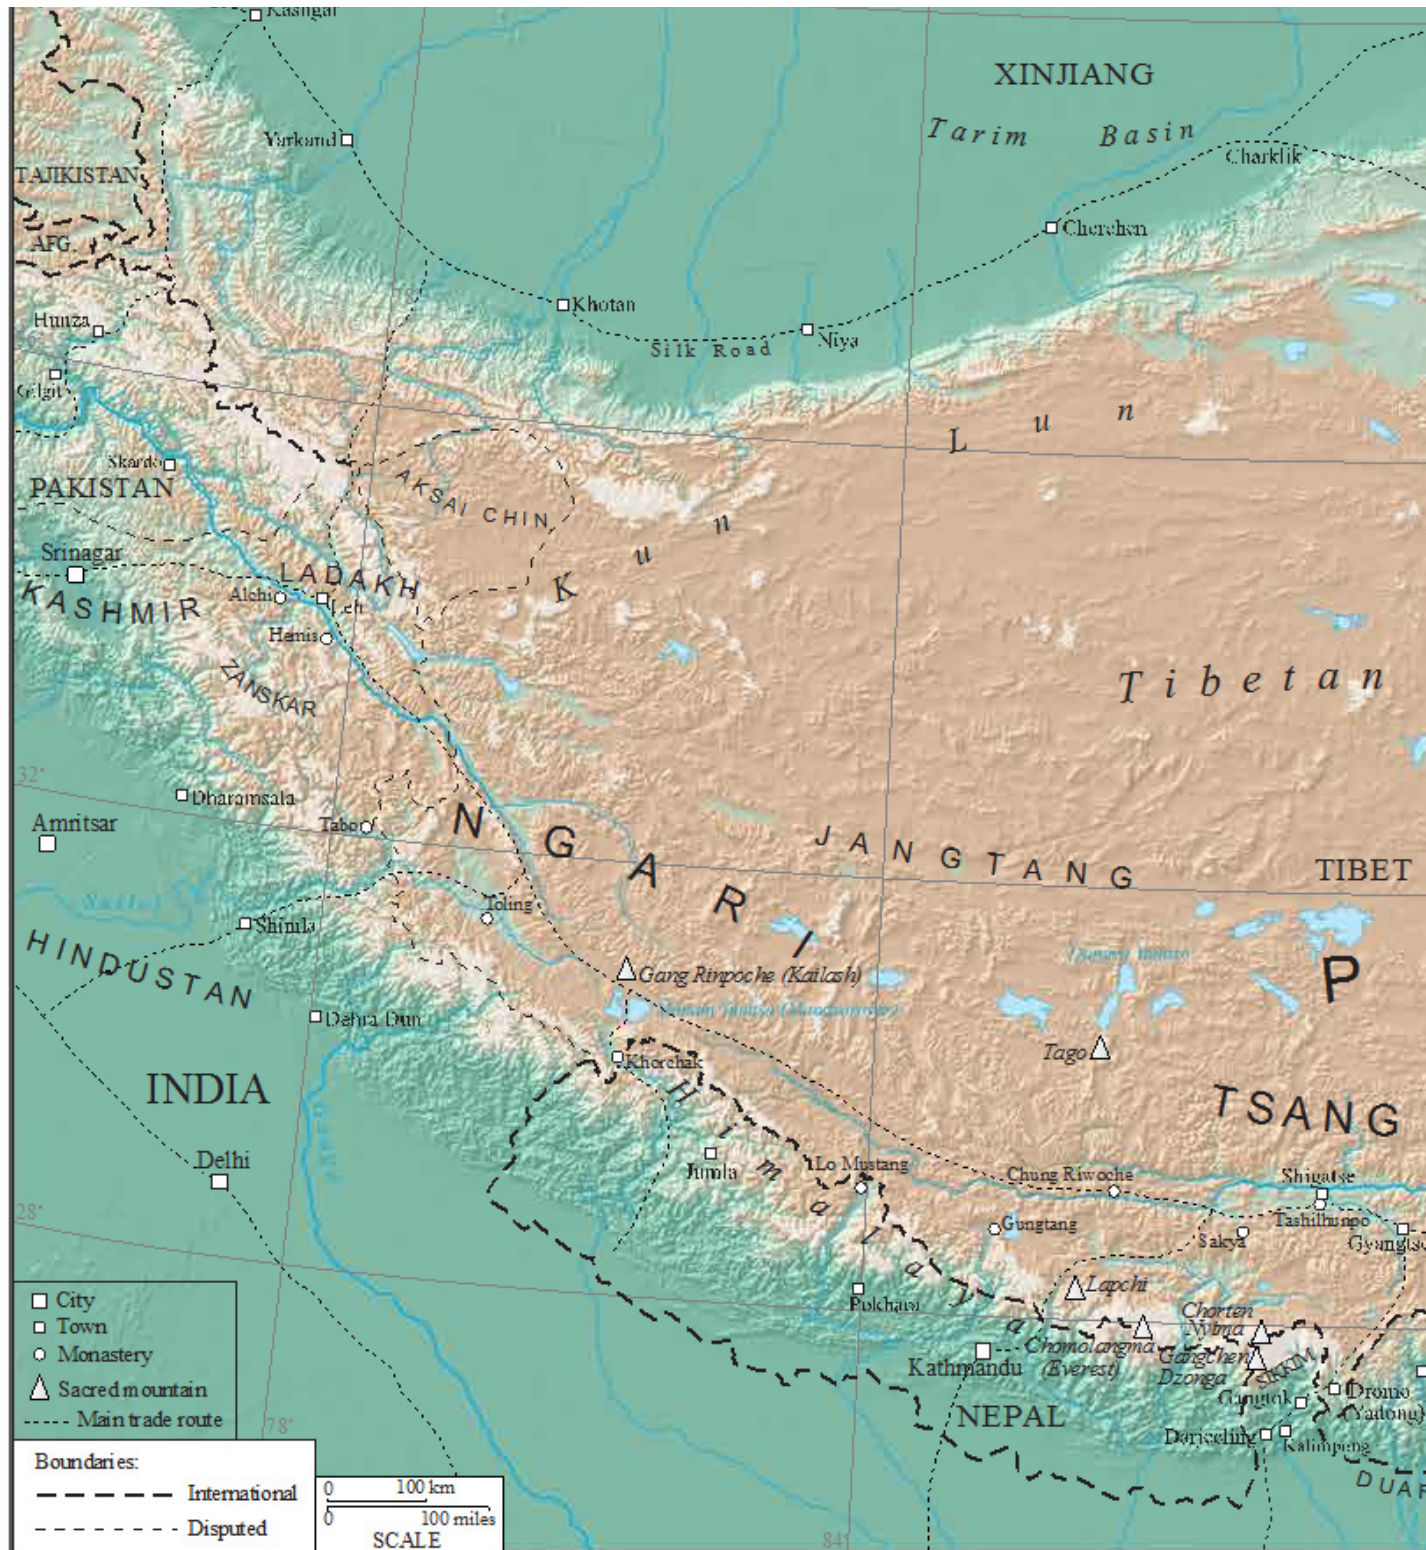 Kashgar
XINJIANG
Tarim Basin
Yarkand
Charklik
TAJIKISTAN
Cherchen
AFG.
78°
Khotan
Hunza
Silk Road
Niya
Gilgit
Kun Lun
Skardo
AKSAI CHIN
PAKISTAN
Srinagar
LADAKH
KASHMIR
Alchi
Leh
Hemis
ZANSKAR
Tibetan
32°
Dharamsala
Amritsar
Tabo
NGARI
JANGTANG
TIBET
Sutlej
Toling
Shimla
HINDUSTAN
P
Gang Rinpoche (Kailash)
Dehra Dun
Tago
Khorchak
INDIA
Himalaya
TSANG
Delhi
Jumla
Lo Mustang
Chung Riwoche
Shigatse
28°
Gungtang
Tashilhunpo
Sakya
Gyangtse
Lapchi
Pokhara
Chorten
Nyima
Kathmandu
Chomolangma
(Everest)
Gangchen
Dzonga
SIKKIM
Gangtok
Dromo
(Yadong)
NEPAL
Darjeeling
Kalimpong
DUAR
City
Town
Monastery
Sacred mountain
Main trade route
78°
Boundaries:
International
Disputed
0 100 km
0 100 miles
SCALE
84°